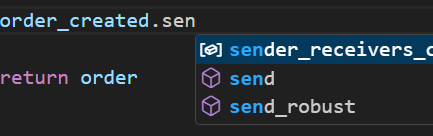 order_created.sen
sender_receivers_c
return order
send
send_robust